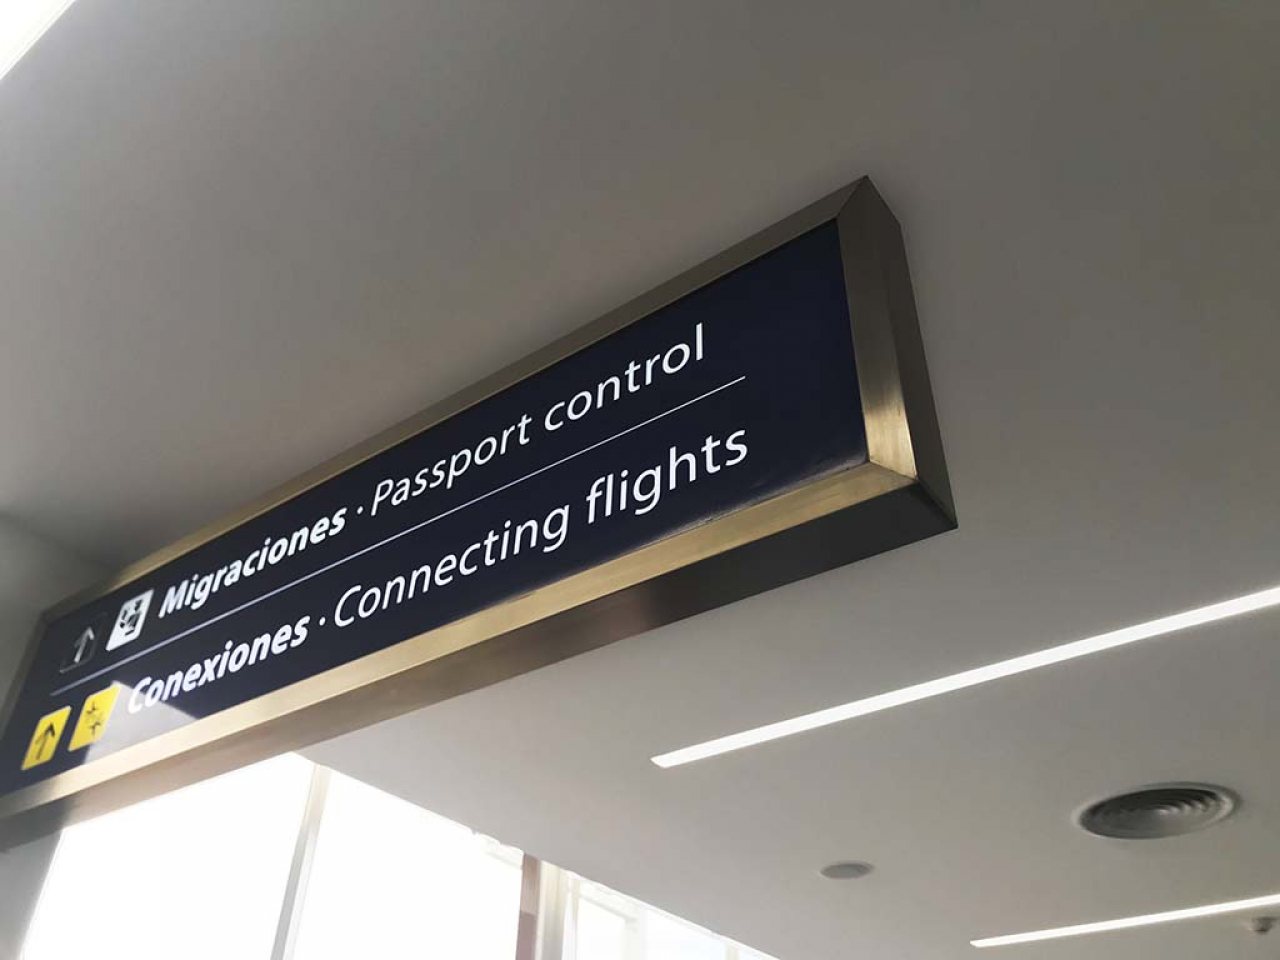 Migraciones · Passport control
Conexiones · Connecting flights